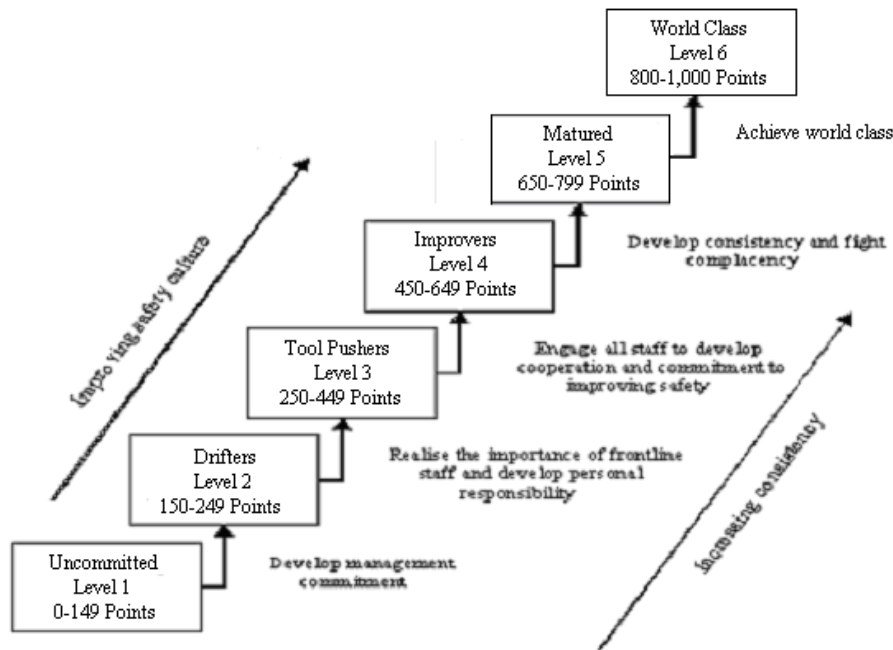 World Class
Level 6
800-1,000 Points
Achieve world class
Matured
Level 5
650-799 Points
Develop consistency and fight
complacency
Improvers
Level 4
450-649 Points
Engage all staff to develop
cooperation and commitment to
improving safety
Tool Pushers
Level 3
250-449 Points
Realise the importance of frontline
staff and develop personal
responsibility
Drifters
Level 2
150-249 Points
Develop management
commitment
Uncommitted
Level 1
0-149 Points
Improving safety culture
Increasing consistency